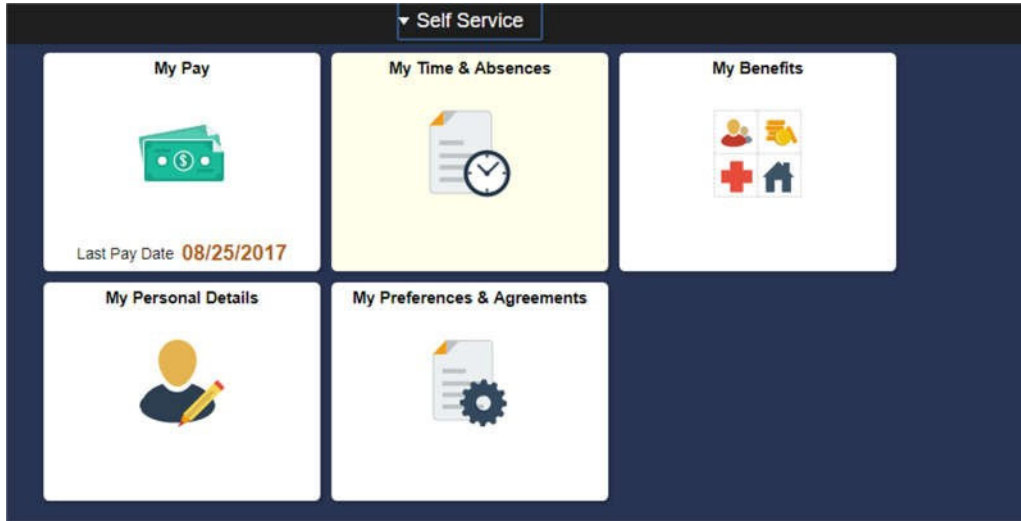 Self Service
My Pay
My Time & Absences
My Benefits
$
Last Pay Date 08/25/2017
My Personal Details
My Preferences & Agreements